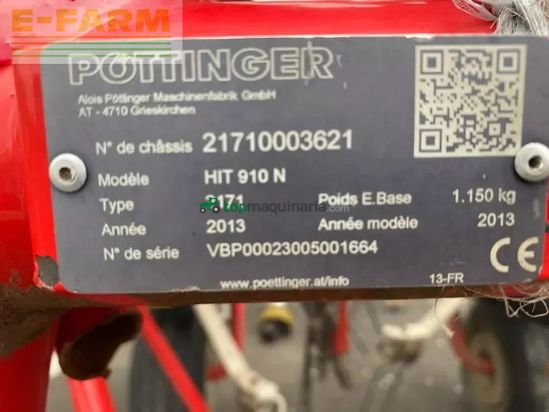 E-FARM
PÖTTINGER
Alois Pöttinger Maschinenfabrik GmbH
AT - 4710 Grieskirchen
N° de châssis 21710003621
Modèle HIT 910 N
Type 2171 Poids E.Base 1.150 kg
topmaquinaria.com
Année 2013 Année modèle 2013
N° de série VBP00023005001664
CE
www.poettinger.at/info 13-FR